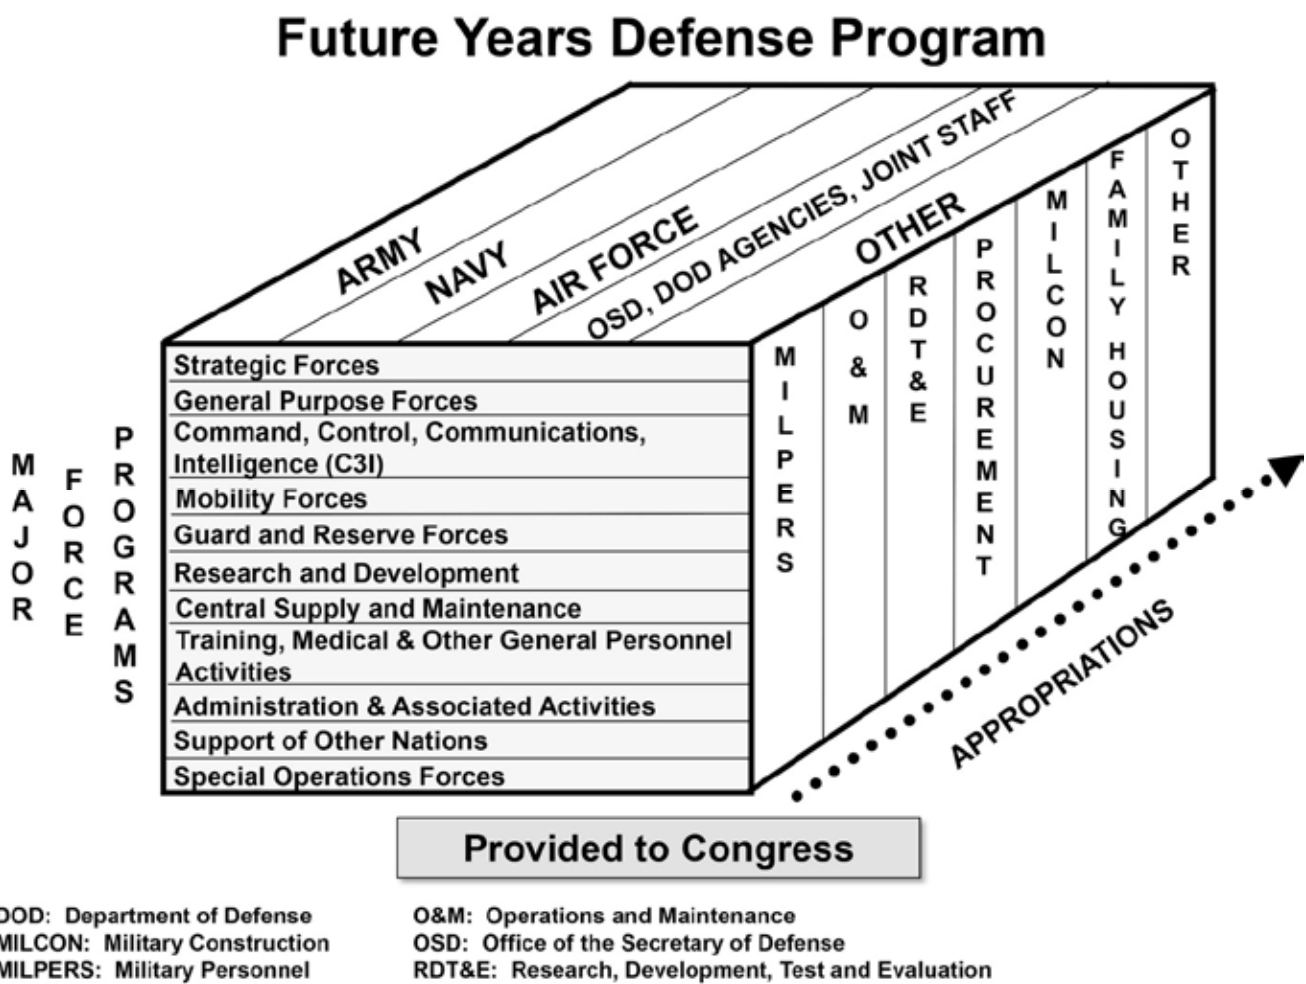 Future Years Defense Program
ARMY
NAVY
AIR FORCE
OSD, DOD AGENCIES, JOINT STAFF
OTHER
MAJOR
FORCE
PROGRAMS
Strategic Forces
General Purpose Forces
Command, Control, Communications,
Intelligence (C3I)
Mobility Forces
Guard and Reserve Forces
Research and Development
Central Supply and Maintenance
Training, Medical & Other General Personnel
Activities
Administration & Associated Activities
Support of Other Nations
Special Operations Forces
MILPERS
O&M
RDT&E
PROCUREMENT
MILCON
FAMILY HOUSING
OTHER
APPROPRIATIONS
Provided to Congress
DOD: Department of Defense
MILCON: Military Construction
MILPERS: Military Personnel
O&M: Operations and Maintenance
OSD: Office of the Secretary of Defense
RDT&E: Research, Development, Test and Evaluation